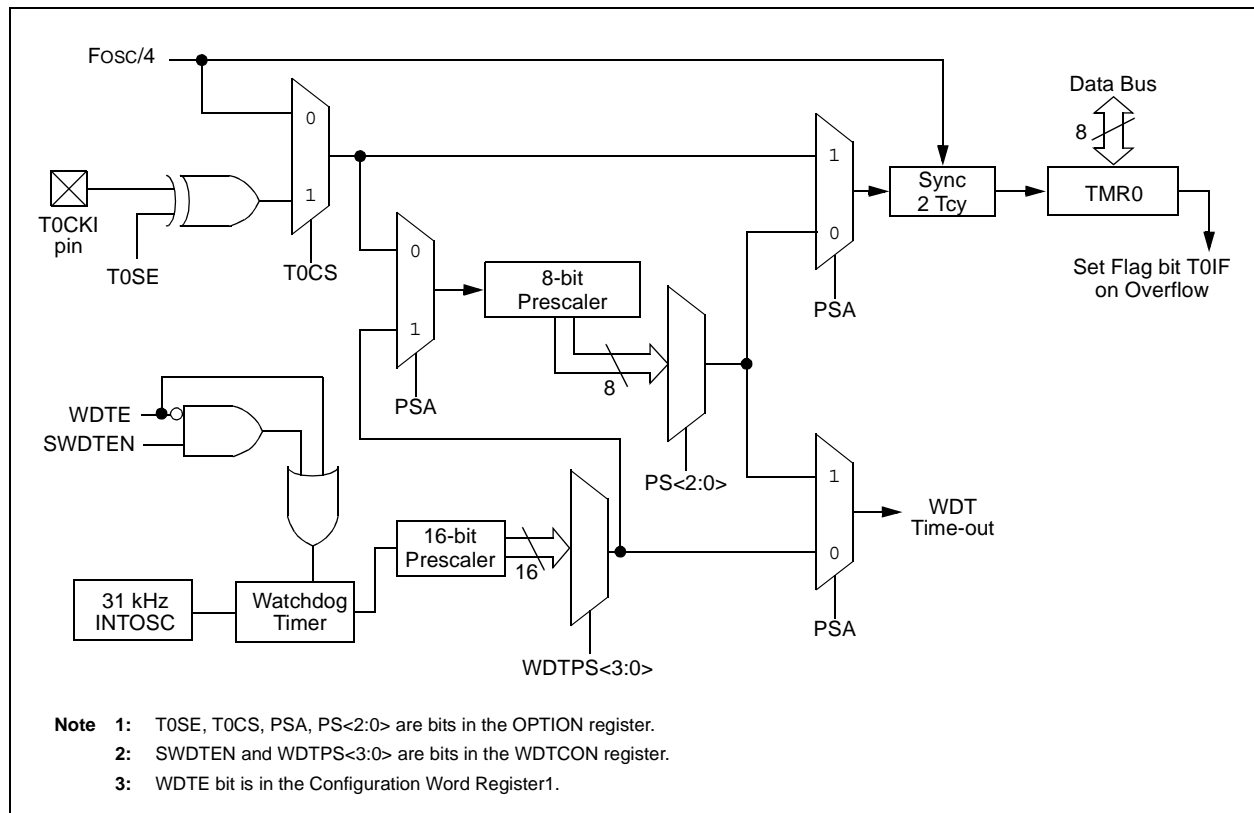 FOSC/4
Data Bus
8
0
1
1
0
T0CKI
pin
T0SE
T0CS
Sync
2 Tcy
TMR0
Set Flag bit T0IF
on Overflow
PSA
0
1
8-bit
Prescaler
8
PSA
PS<2:0>
WDTE
SWDTEN
1
0
WDT
Time-out
PSA
16-bit
Prescaler
16
31 kHz
INTOSC
Watchdog
Timer
WDTPS<3:0>
Note 1: T0SE, T0CS, PSA, PS<2:0> are bits in the OPTION register.
2: SWDTEN and WDTPS<3:0> are bits in the WDTCON register.
3: WDTE bit is in the Configuration Word Register1.